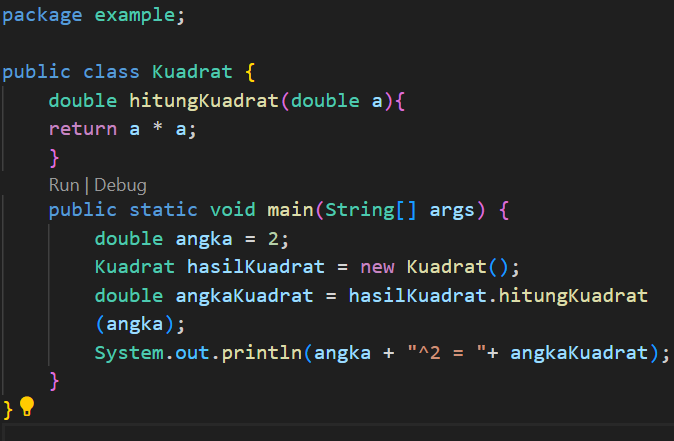 package example;
public class Kuadrat {
double hitungKuadrat(double a){
return a * a;
}
Run | Debug
public static void main(String[] args) {
double angka = 2;
Kuadrat hasilKuadrat = new Kuadrat();
double angkaKuadrat = hasilKuadrat.hitungKuadrat
(angka);
System.out.println(angka + "^2 = "+ angkaKuadrat);
}
}